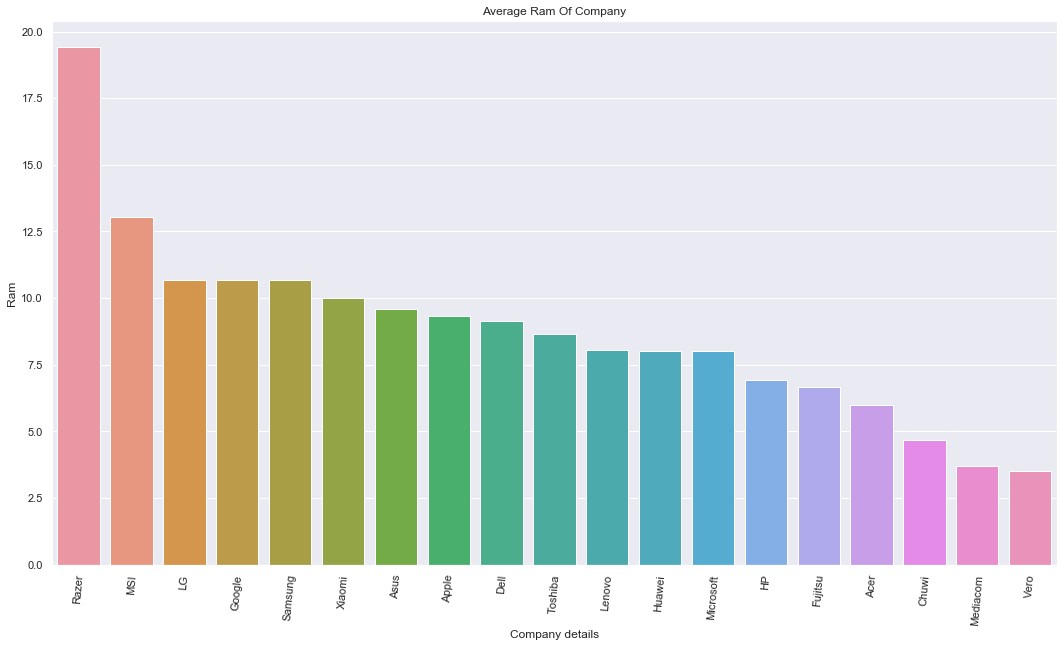 Average Ram Of Company
20.0
17.5
15.0
12.5
10.0
7.5
5.0
2.5
0.0
Ram
Razer
MSI
LG
Google
Samsung
Xiaomi
Asus
Apple
Dell
Toshiba
Lenovo
Huawei
Microsoft
HP
Fujitsu
Acer
Chuwi
Mediacom
Vero
Company details